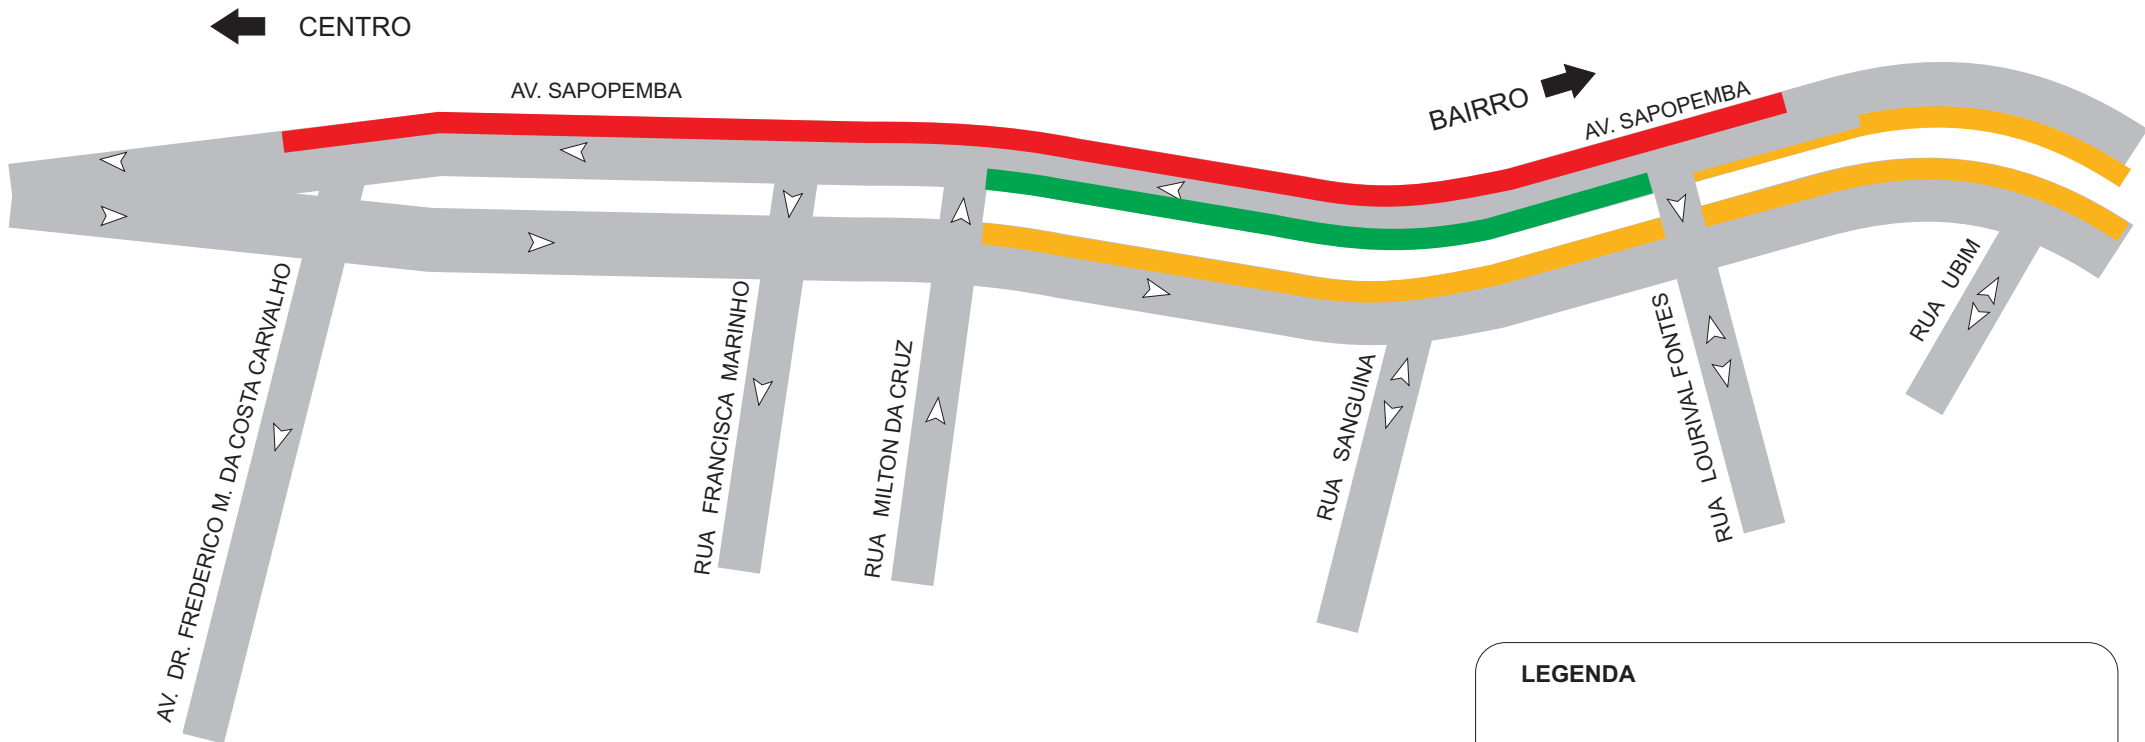 CENTRO
AV. SAPOPEMBA
BAIRRO
AV. SAPOPEMBA
AV. DR. FREDERICO M. DA COSTA CARVALHO
RUA FRANCISCA MARINHO
RUA MILTON DA CRUZ
RUA SANGUINA
RUA LOURIVAL FONTES
RUA UBIM
LEGENDA